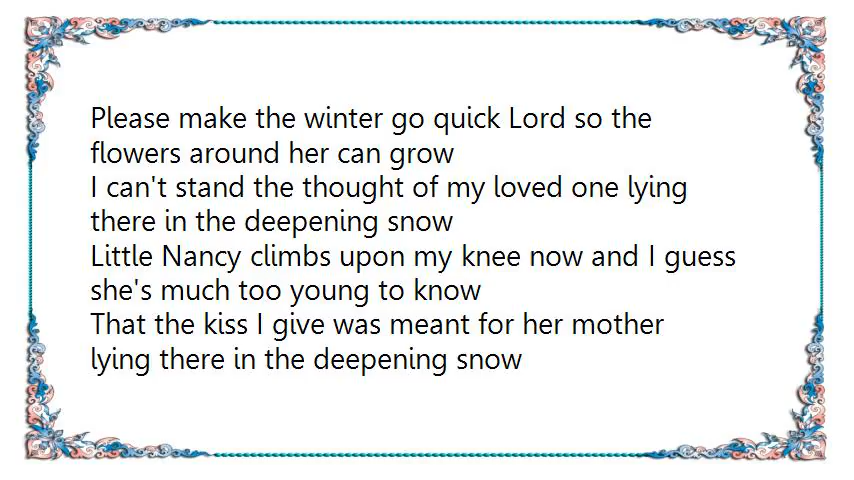 Please make the winter go quick Lord so the
flowers around her can grow
I can't stand the thought of my loved one lying
there in the deepening snow
Little Nancy climbs upon my knee now and I guess
she's much too young to know
That the kiss I give was meant for her mother
lying there in the deepening snow